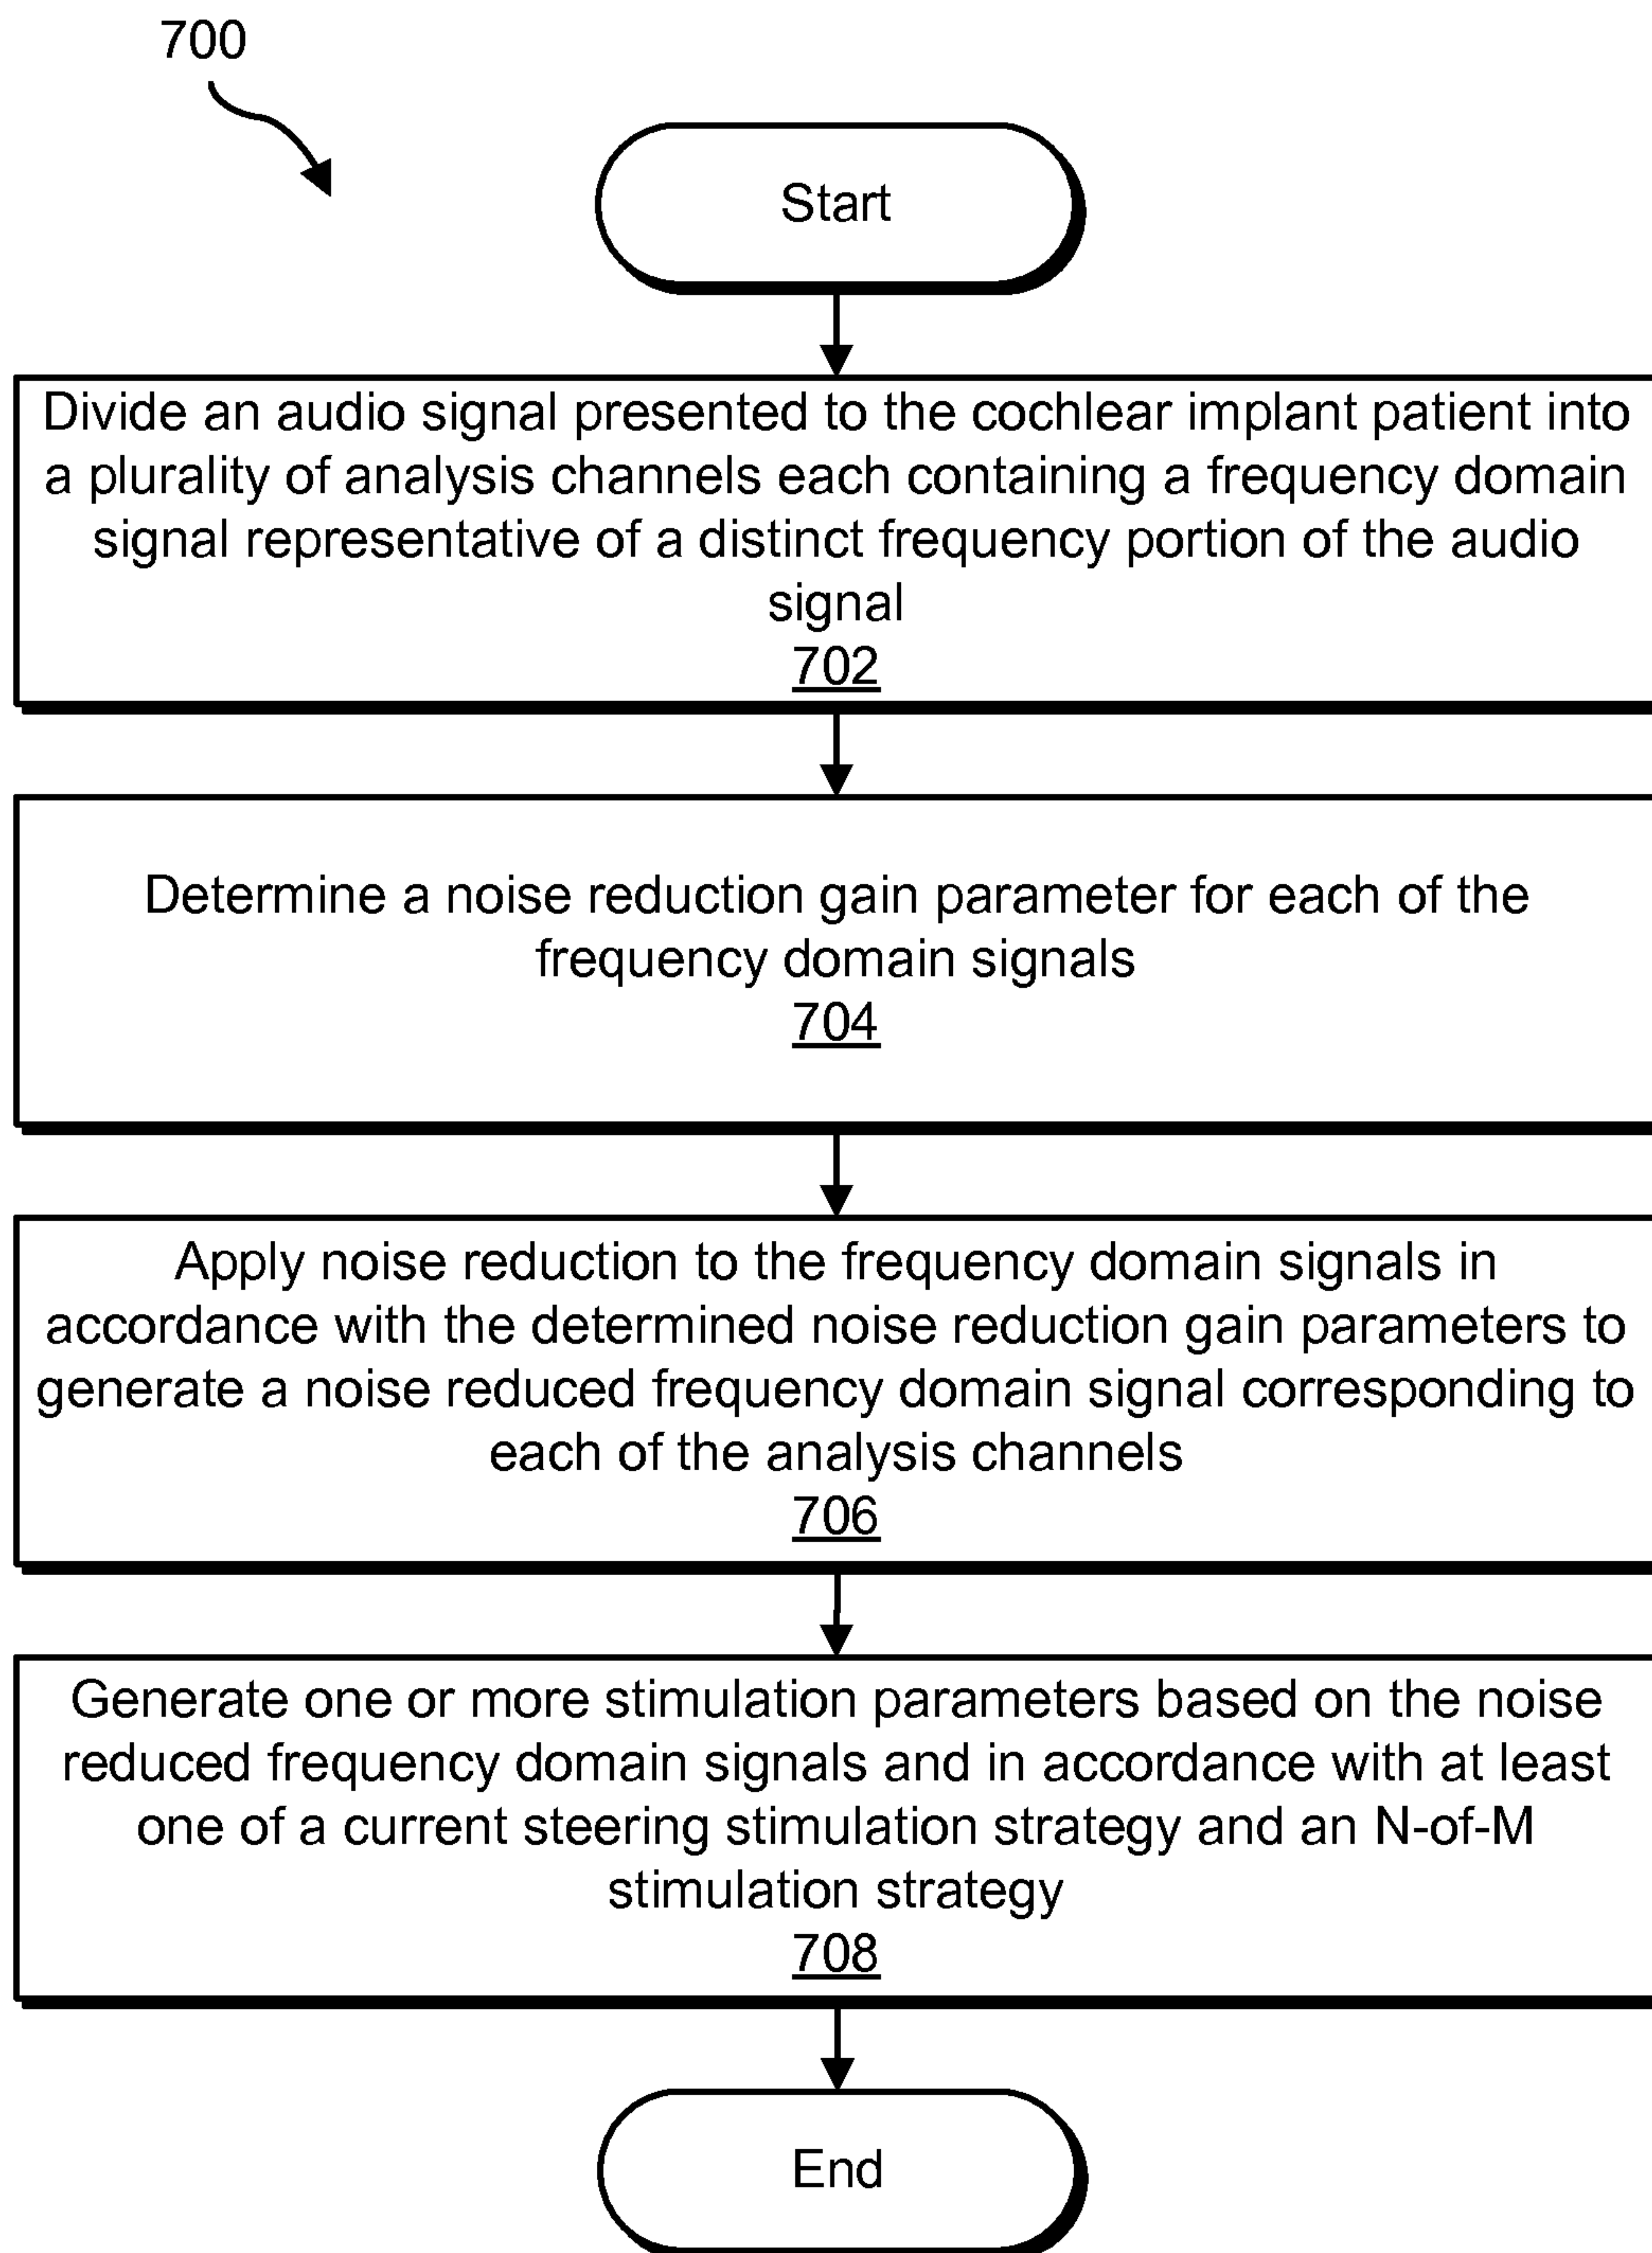 700
Start
Divide an audio signal presented to the cochlear implant patient into
a plurality of analysis channels each containing a frequency domain
signal representative of a distinct frequency portion of the audio
signal
702
Determine a noise reduction gain parameter for each of the
frequency domain signals
704
Apply noise reduction to the frequency domain signals in
accordance with the determined noise reduction gain parameters to
generate a noise reduced frequency domain signal corresponding to
each of the analysis channels
706
Generate one or more stimulation parameters based on the noise
reduced frequency domain signals and in accordance with at least
one of a current steering stimulation strategy and an N-of-M
stimulation strategy
708
End